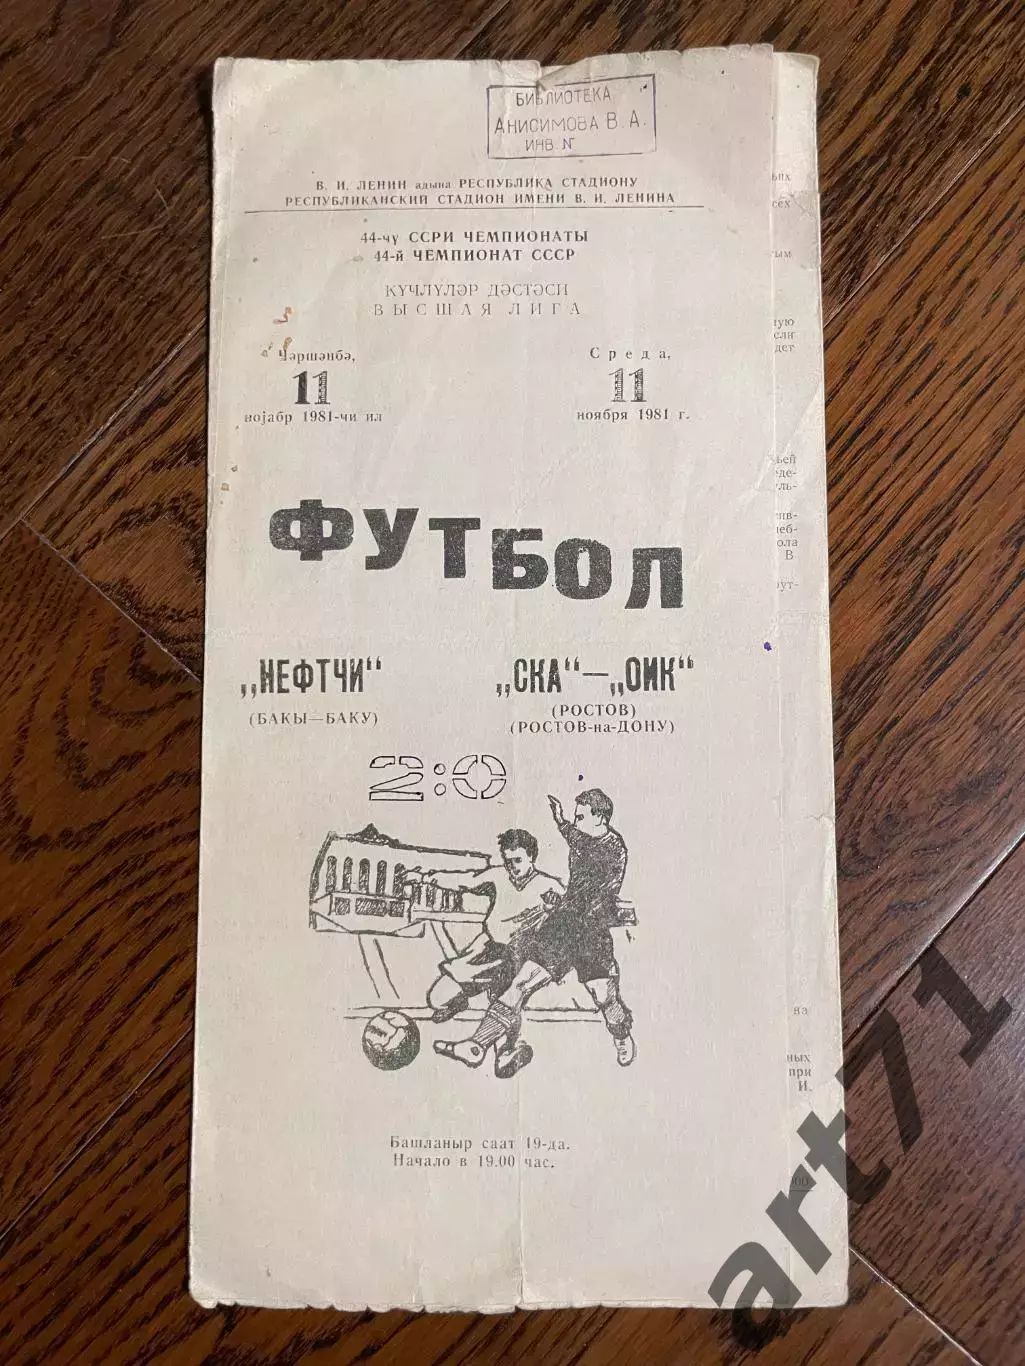 БИБЛИОТЕКА
АНИСИМОВА В. А.
ИНВ. №
В. И. ЛЕНИН адына РЕСПУБЛИКА СТАДИОНУ
РЕСПУБЛИКАНСКИЙ СТАДИОН ИМЕНИ В. И. ЛЕНИНА
44-чү ССРИ ЧЕМПИОНАТЫ
44-й ЧЕМПИОНАТ СССР
КҮЧЛҮЛӘР ДӘСТӘСИ
ВЫСШАЯ ЛИГА
Чәршәнбә,
11
нојабр 1981-чи ил
Среда,
11
ноября 1981 г.
ФУТБОЛ
„НЕФТЧИ“
(БАКЫ—БАКУ)
„СКА“—„ОИК“
(РОСТОВ)
(РОСТОВ-на-ДОНУ)
2:0
Башланыр саат 19-да.
Начало в 19.00 час.
art71